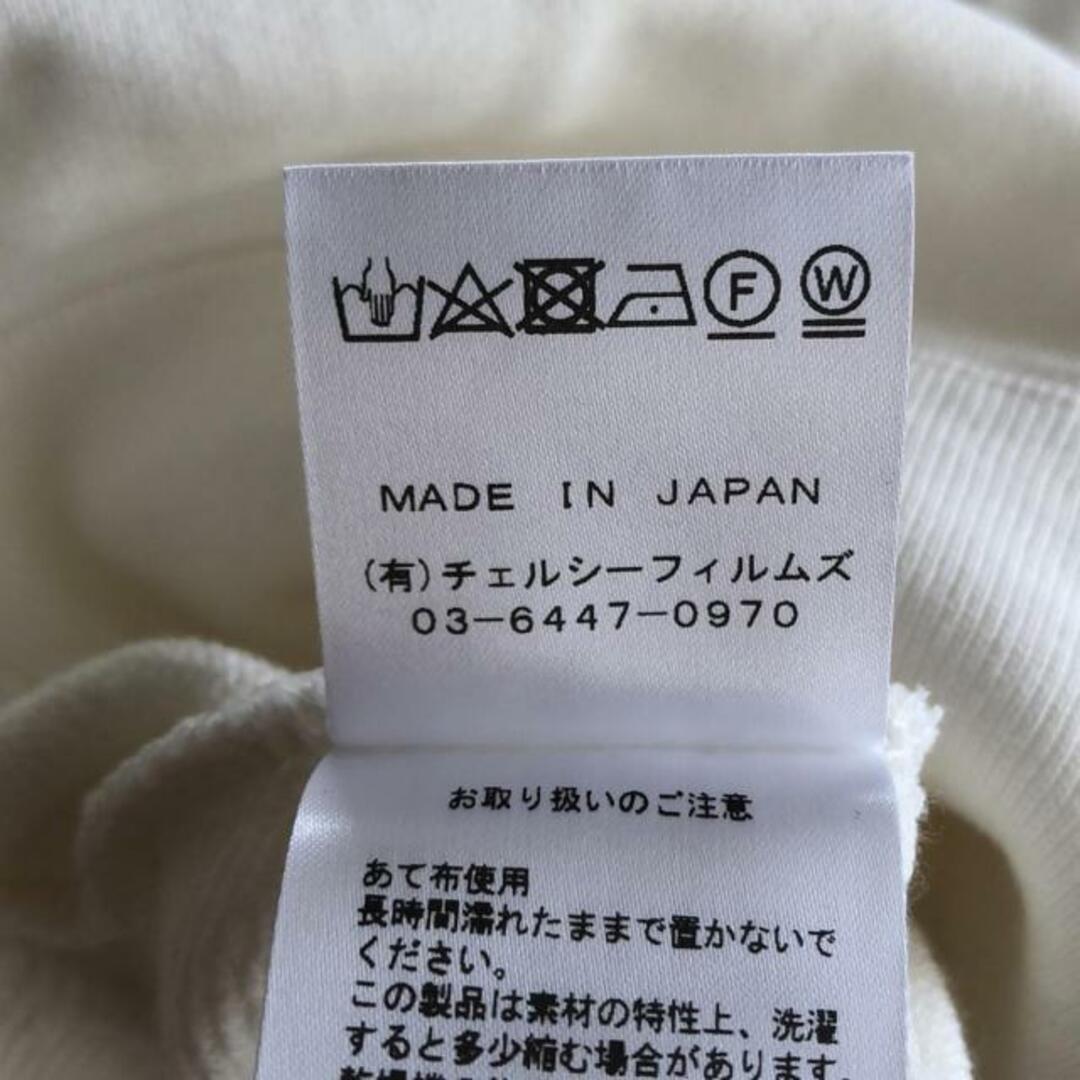 F W
MADE IN JAPAN
(有)チェルシーフィルムズ
03-6447-0970
お取り扱いのご注意
あて布使用
長時間濡れたままで置かないで
ください。
この製品は素材の特性上、洗濯
すると多少縮む場合があります。